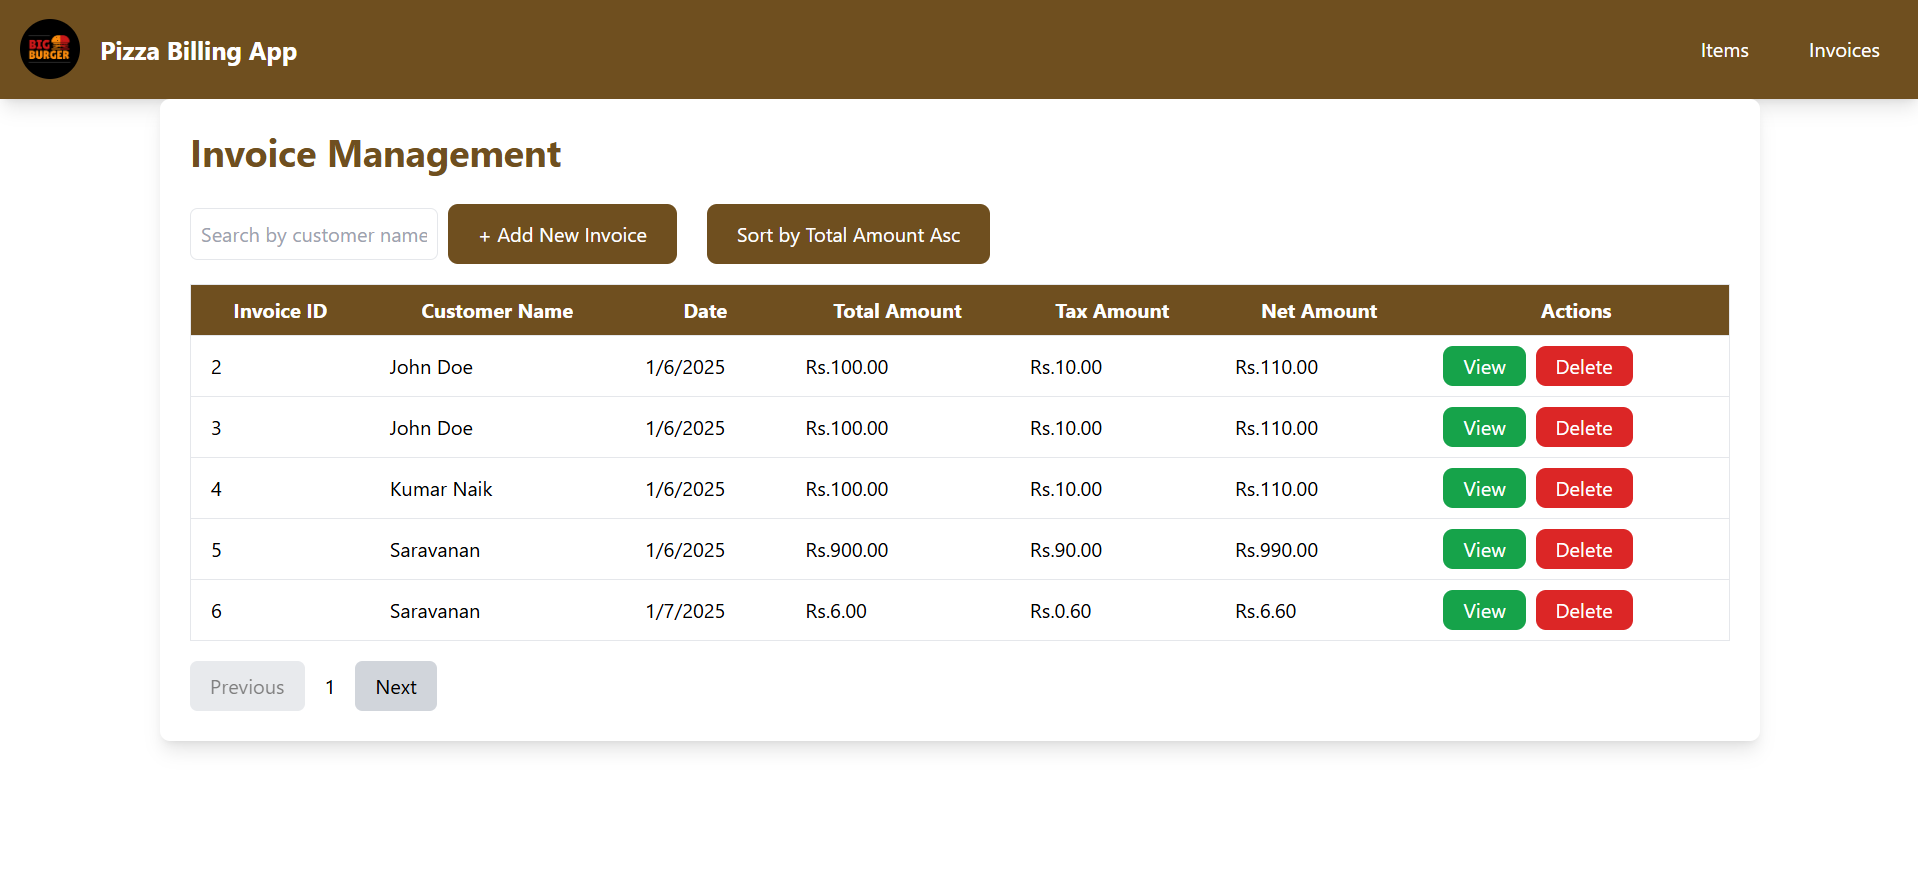 BIG
BURGER
Pizza Billing App
Items
Invoices
Invoice Management
Search by customer name
+ Add New Invoice
Sort by Total Amount Asc
Invoice ID Customer Name Date Total Amount Tax Amount Net Amount Actions
2 John Doe 1/6/2025 Rs.100.00 Rs.10.00 Rs.110.00 View Delete
3 John Doe 1/6/2025 Rs.100.00 Rs.10.00 Rs.110.00 View Delete
4 Kumar Naik 1/6/2025 Rs.100.00 Rs.10.00 Rs.110.00 View Delete
5 Saravanan 1/6/2025 Rs.900.00 Rs.90.00 Rs.990.00 View Delete
6 Saravanan 1/7/2025 Rs.6.00 Rs.0.60 Rs.6.60 View Delete
Previous 1 Next